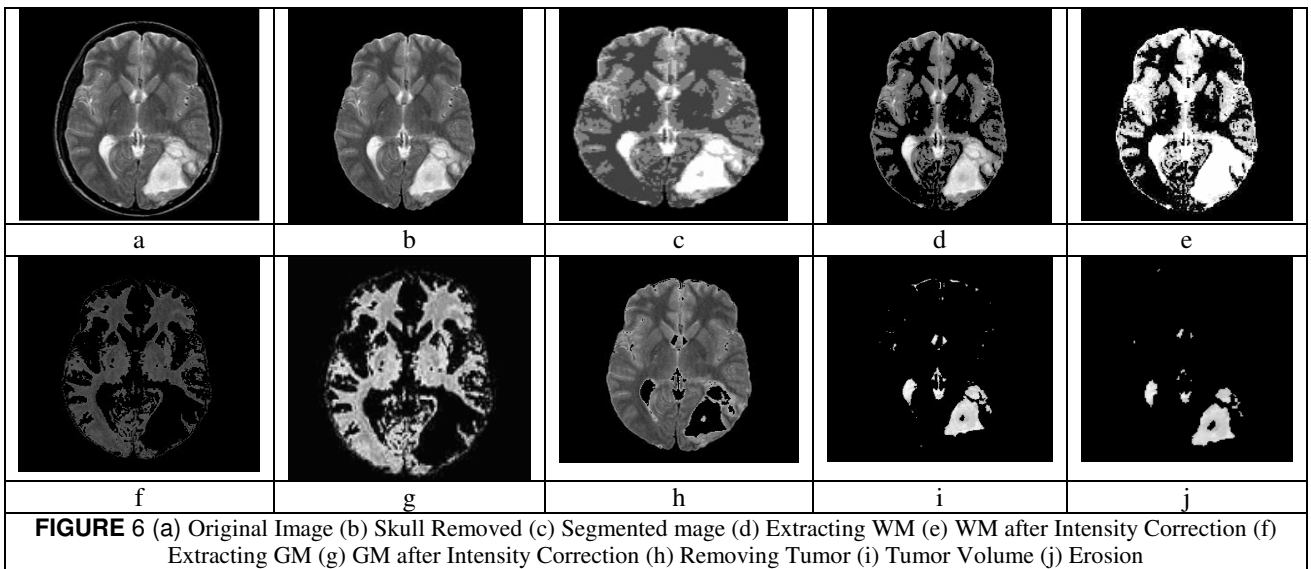 a b c d e
f g h i j
FIGURE 6 (a) Original Image (b) Skull Removed (c) Segmented mage (d) Extracting WM (e) WM after Intensity Correction (f)
Extracting GM (g) GM after Intensity Correction (h) Removing Tumor (i) Tumor Volume (j) Erosion